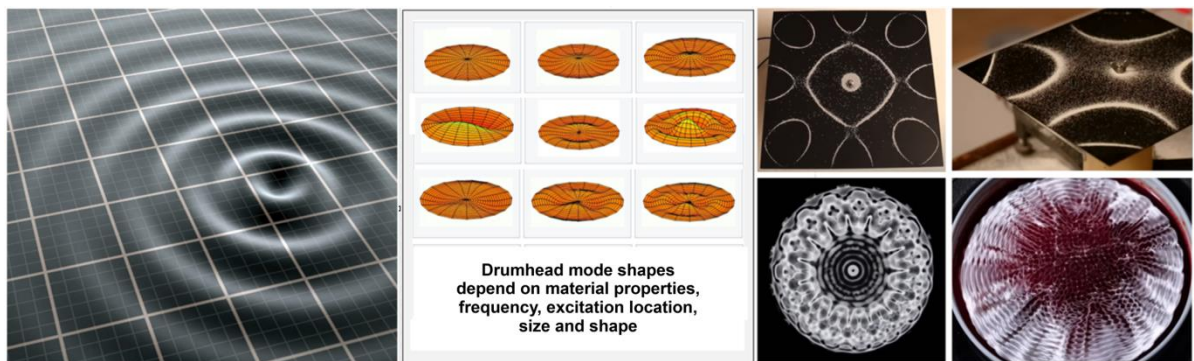 Drumhead mode shapes
depend on material properties,
frequency, excitation location,
size and shape